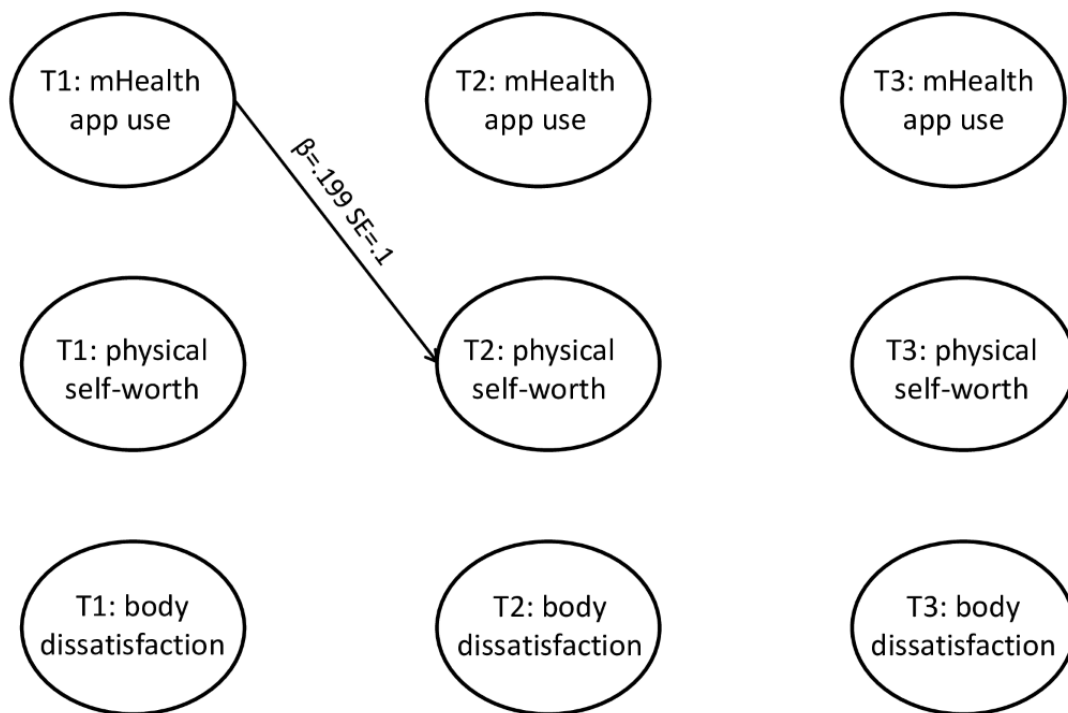 T1: mHealth
app use
T2: mHealth
app use
T3: mHealth
app use
β=.199 SE=.1
T1: physical
self-worth
T2: physical
self-worth
T3: physical
self-worth
T1: body
dissatisfaction
T2: body
dissatisfaction
T3: body
dissatisfaction